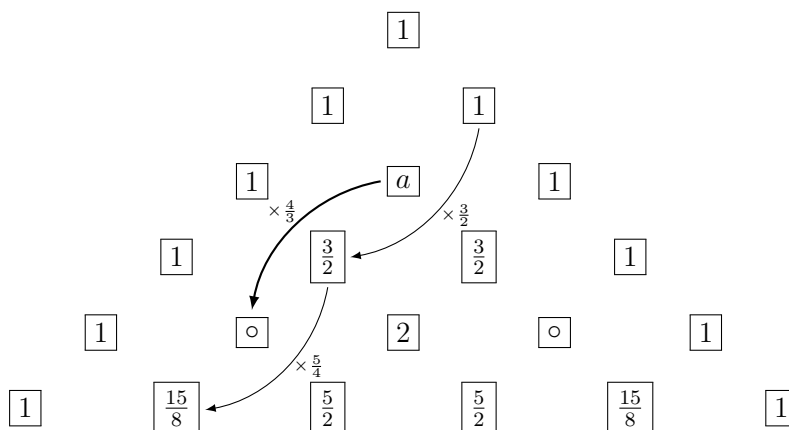 1
1 1
1 a 1
× 4/3 × 3/2
1 3/2 3/2 1
1 ∘ 2 ∘ 1
× 5/4
1 15/8 5/2 5/2 15/8 1